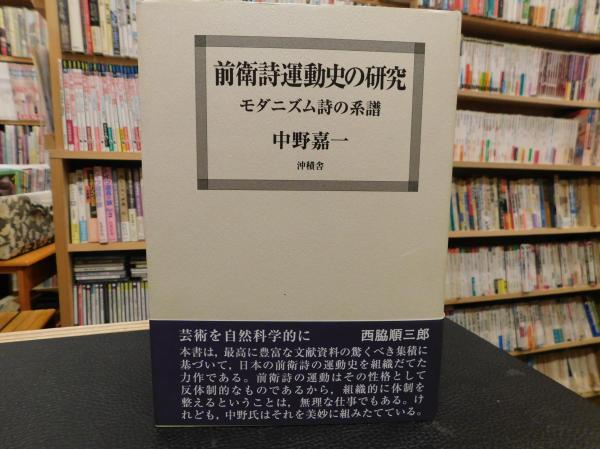 前衛詩運動史の研究
モダニズム詩の系譜
中野嘉一
沖積舎
芸術を自然科学的に 西脇順三郎
本書は，最高に豊富な文献資料の驚くべき集積に
基づいて，日本の前衛詩の運動史を組織だてた
力作である。前衛詩の運動はその性格として
反体制的なものであるから，組織的に体制を
整えるということは，無理な仕事でもある。け
れども，中野氏はそれを美妙に組みたてている。